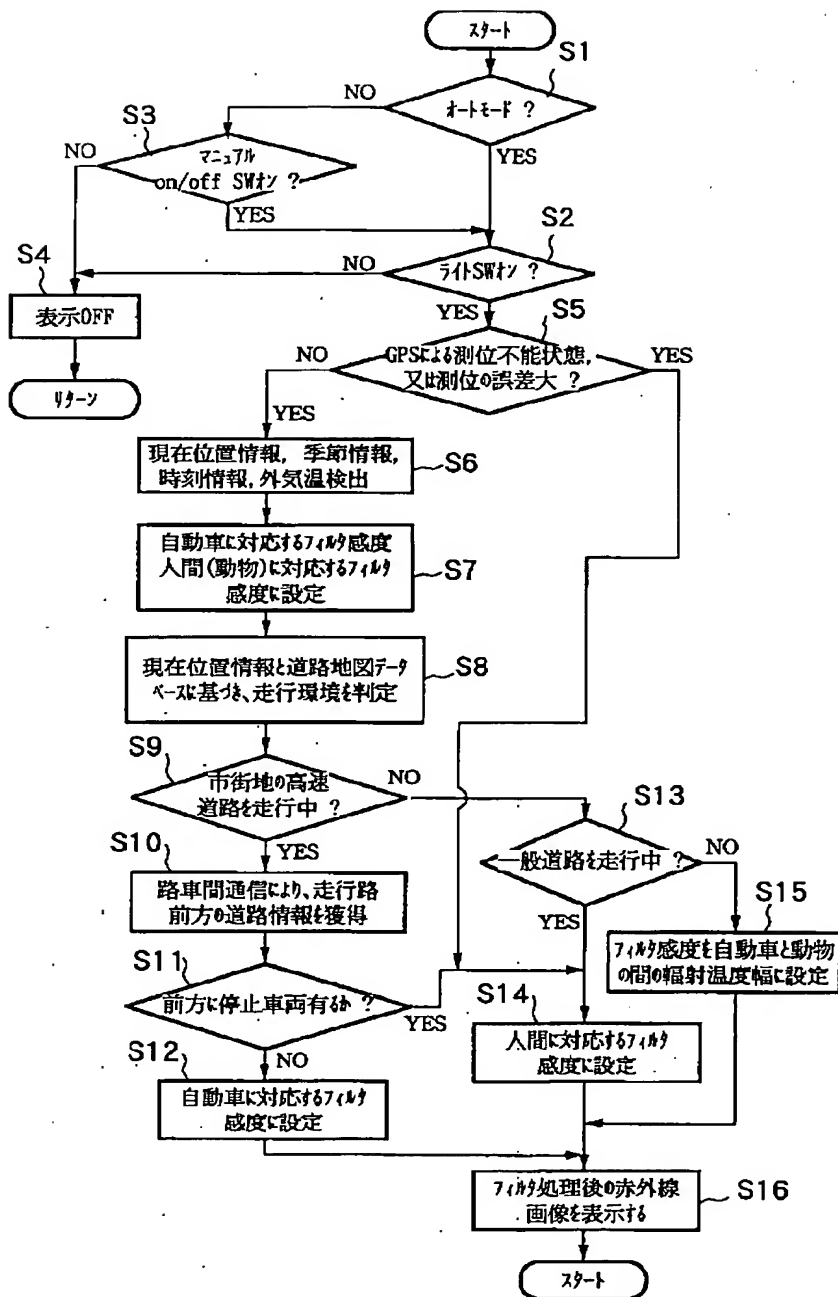 スタート
S1
オートモード ?
NO
YES
S3
マニュアル
on/off SWオン ?
NO
YES
S2
ライトSWオン ?
NO
YES
S4
表示OFF
リターン
S5
GPSによる測位不能状態,
又は測位の誤差大 ?
NO
YES
YES
現在位置情報, 季節情報,
時刻情報, 外気温検出
S6
自動車に対応するフィルタ感度
人間(動物)に対応するフィルタ
感度に設定
S7
現在位置情報と道路地図データ
ベースに基づき、走行環境を判定
S8
S9
市街地の高速
道路を走行中 ?
NO
YES
S10
路車間通信により、走行路
前方の道路情報を獲得
S11
前方に停止車両有るか ?
YES
NO
S12
自動車に対応するフィルタ
感度に設定
S13
一般道路を走行中 ?
NO
YES
S15
フィルタ感度を自動車と動物
の間の輻射温度幅に設定
S14
人間に対応するフィルタ
感度に設定
フィルタ処理後の赤外線
画像を表示する
S16
スタート